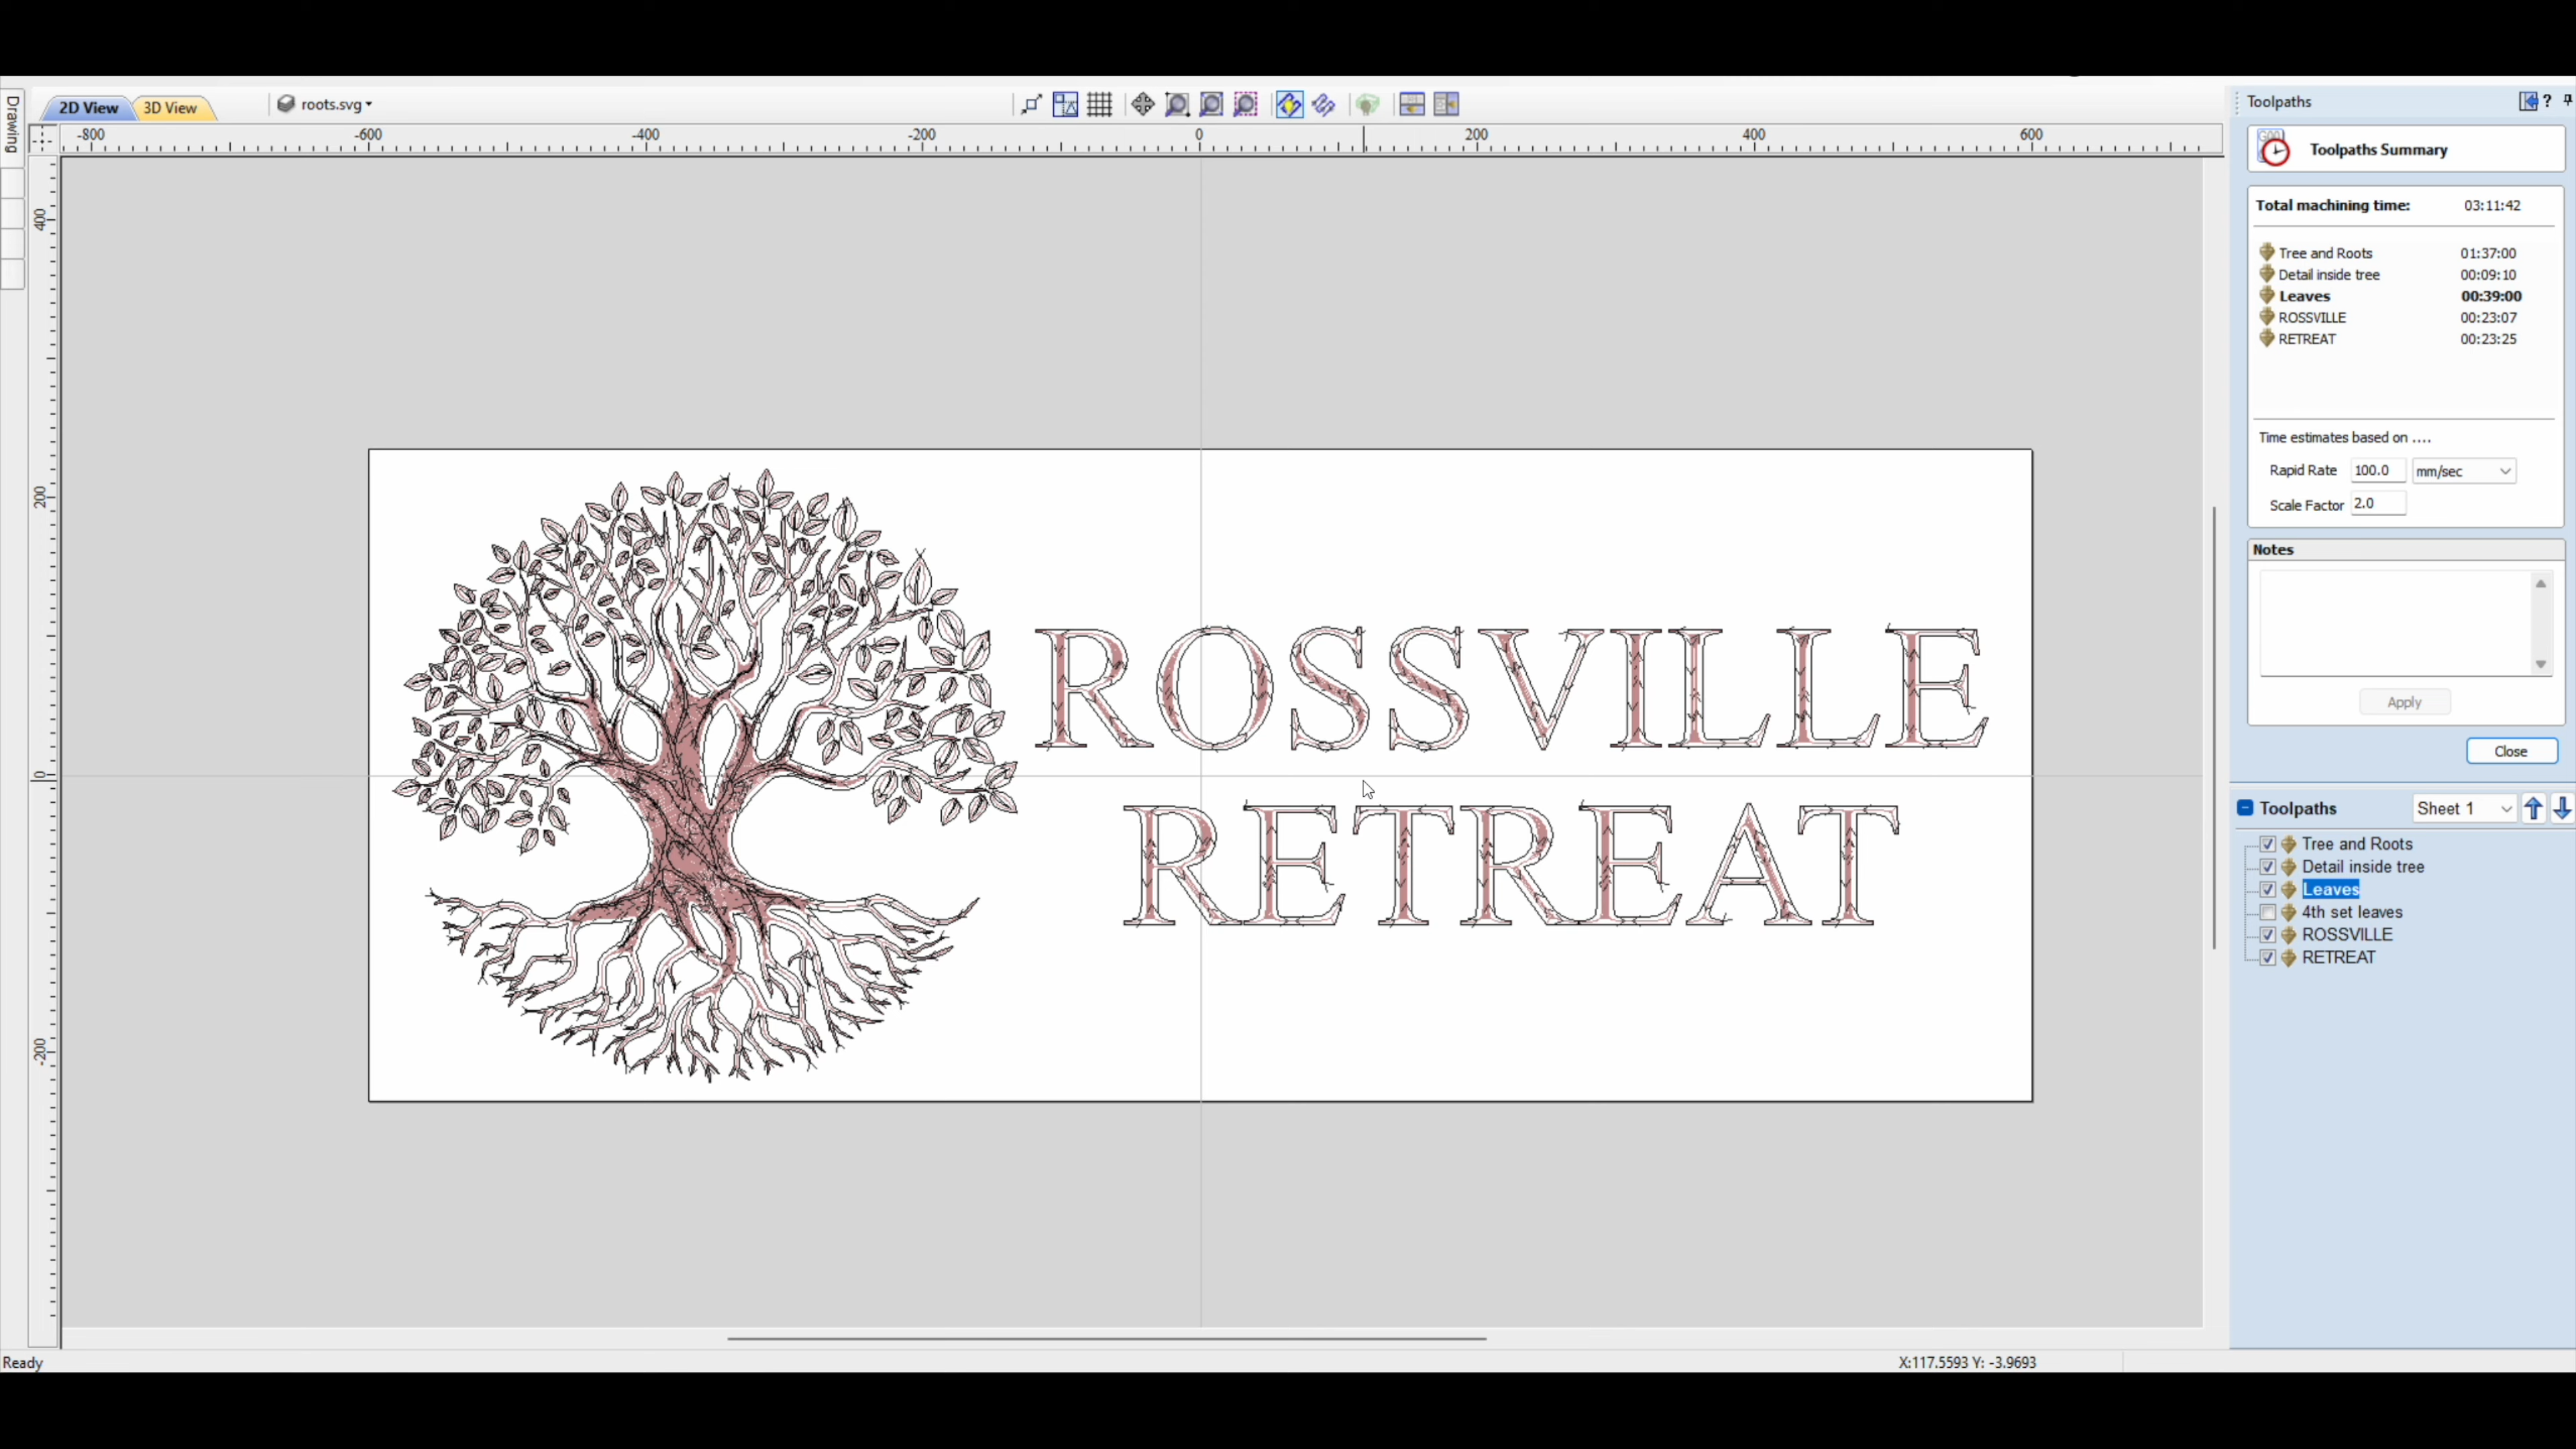 Drawing
2D View
3D View
roots.svg
-800 -600 -400 -200 0 200 400 600
400
200
0
-200
ROSSVILLE
RETREAT
Ready
X:117.5593 Y: -3.9693
Toolpaths
?
Toolpaths Summary
Total machining time: 03:11:42
Tree and Roots 01:37:00
Detail inside tree 00:09:10
Leaves 00:39:00
ROSSVILLE 00:23:07
RETREAT 00:23:25
Time estimates based on ....
Rapid Rate 100.0 mm/sec
Scale Factor 2.0
Notes
Apply
Close
Toolpaths Sheet 1
Tree and Roots
Detail inside tree
Leaves
4th set leaves
ROSSVILLE
RETREAT